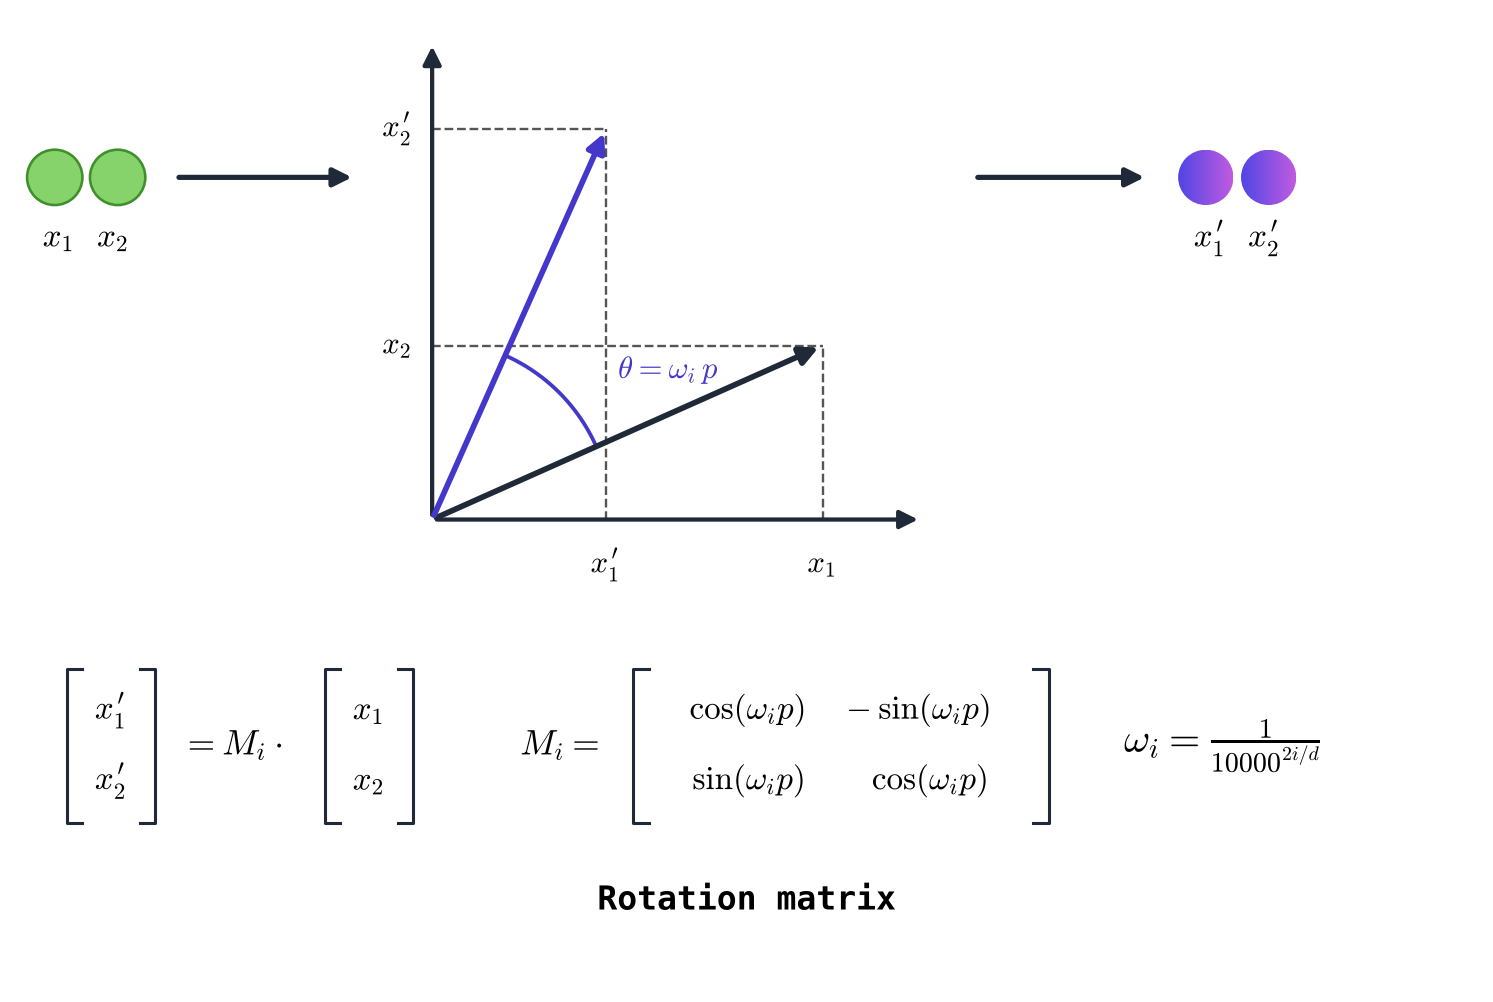 x₂′
x₁ x₂
x₁′ x₂′
x₂
θ = ωᵢ p
x₁′ x₁
[x₁′ x₂′] = Mᵢ · [x₁ x₂] Mᵢ = [cos(ωᵢp) − sin(ωᵢp) sin(ωᵢp) cos(ωᵢp)] ωᵢ = 1/10000^{2i/d}
Rotation matrix